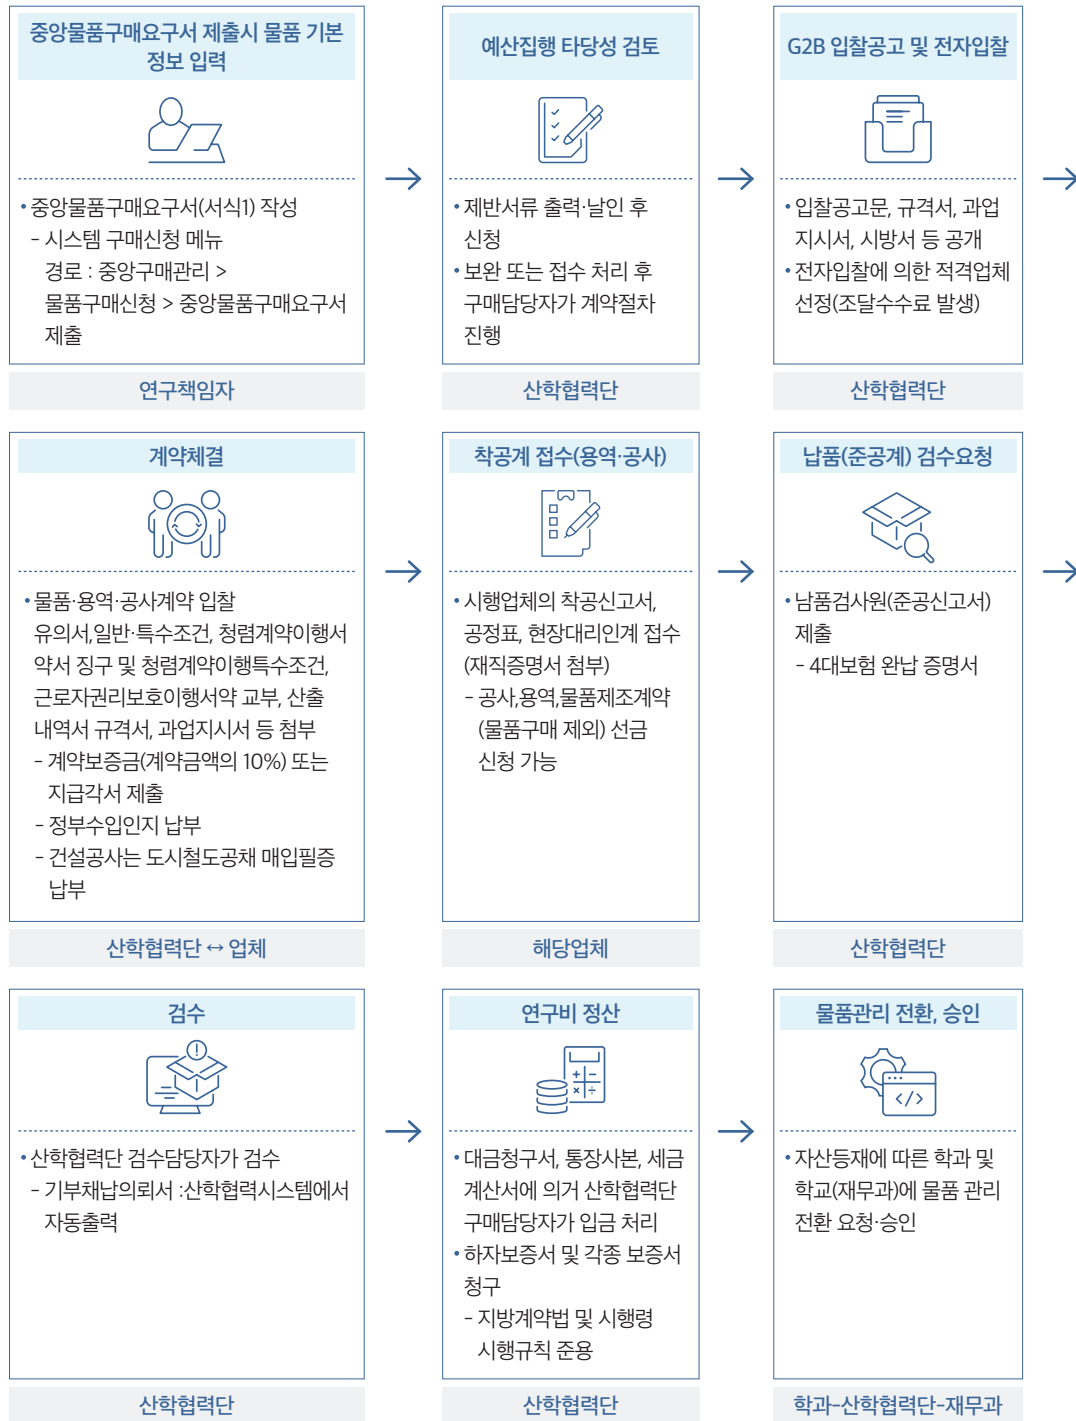 중앙물품구매요구서 제출시 물품 기본
정보 입력
• 중앙물품구매요구서(서식1) 작성
- 시스템 구매신청 메뉴
경로 : 중앙구매관리 >
물품구매신청 > 중앙물품구매요구서
제출
연구책임자
예산집행 타당성 검토
• 제반서류 출력·날인 후
신청
• 보완 또는 접수 처리 후
구매담당자가 계약절차
진행
산학협력단
G2B 입찰공고 및 전자입찰
• 입찰공고문, 규격서, 과업
지시서, 시방서 등 공개
• 전자입찰에 의한 적격업체
선정(조달수수료 발생)
산학협력단
계약체결
• 물품·용역·공사계약 입찰
유의서,일반·특수조건, 청렴계약이행서
약서 징구 및 청렴계약이행특수조건,
근로자권리보호이행서약 교부, 산출
내역서 규격서, 과업지시서 등 첨부
- 계약보증금(계약금액의 10%) 또는
지급각서 제출
- 정부수입인지 납부
- 건설공사는 도시철도공채 매입필증
납부
산학협력단 ↔ 업체
착공계 접수(용역·공사)
• 시행업체의 착공신고서,
공정표, 현장대리인계 접수
(재직증명서 첨부)
- 공사,용역,물품제조계약
(물품구매 제외) 선금
신청 가능
해당업체
납품(준공계) 검수요청
• 남품검사원(준공신고서)
제출
- 4대보험 완납 증명서
산학협력단
검수
• 산학협력단 검수담당자가 검수
- 기부채납의뢰서 :산학협력시스템에서
자동출력
산학협력단
연구비 정산
• 대금청구서, 통장사본, 세금
계산서에 의거 산학협력단
구매담당자가 입금 처리
• 하자보증서 및 각종 보증서
청구
- 지방계약법 및 시행령
시행규칙 준용
산학협력단
물품관리 전환, 승인
• 자산등재에 따른 학과 및
학교(재무과)에 물품 관리
전환 요청·승인
학과-산학협력단-재무과